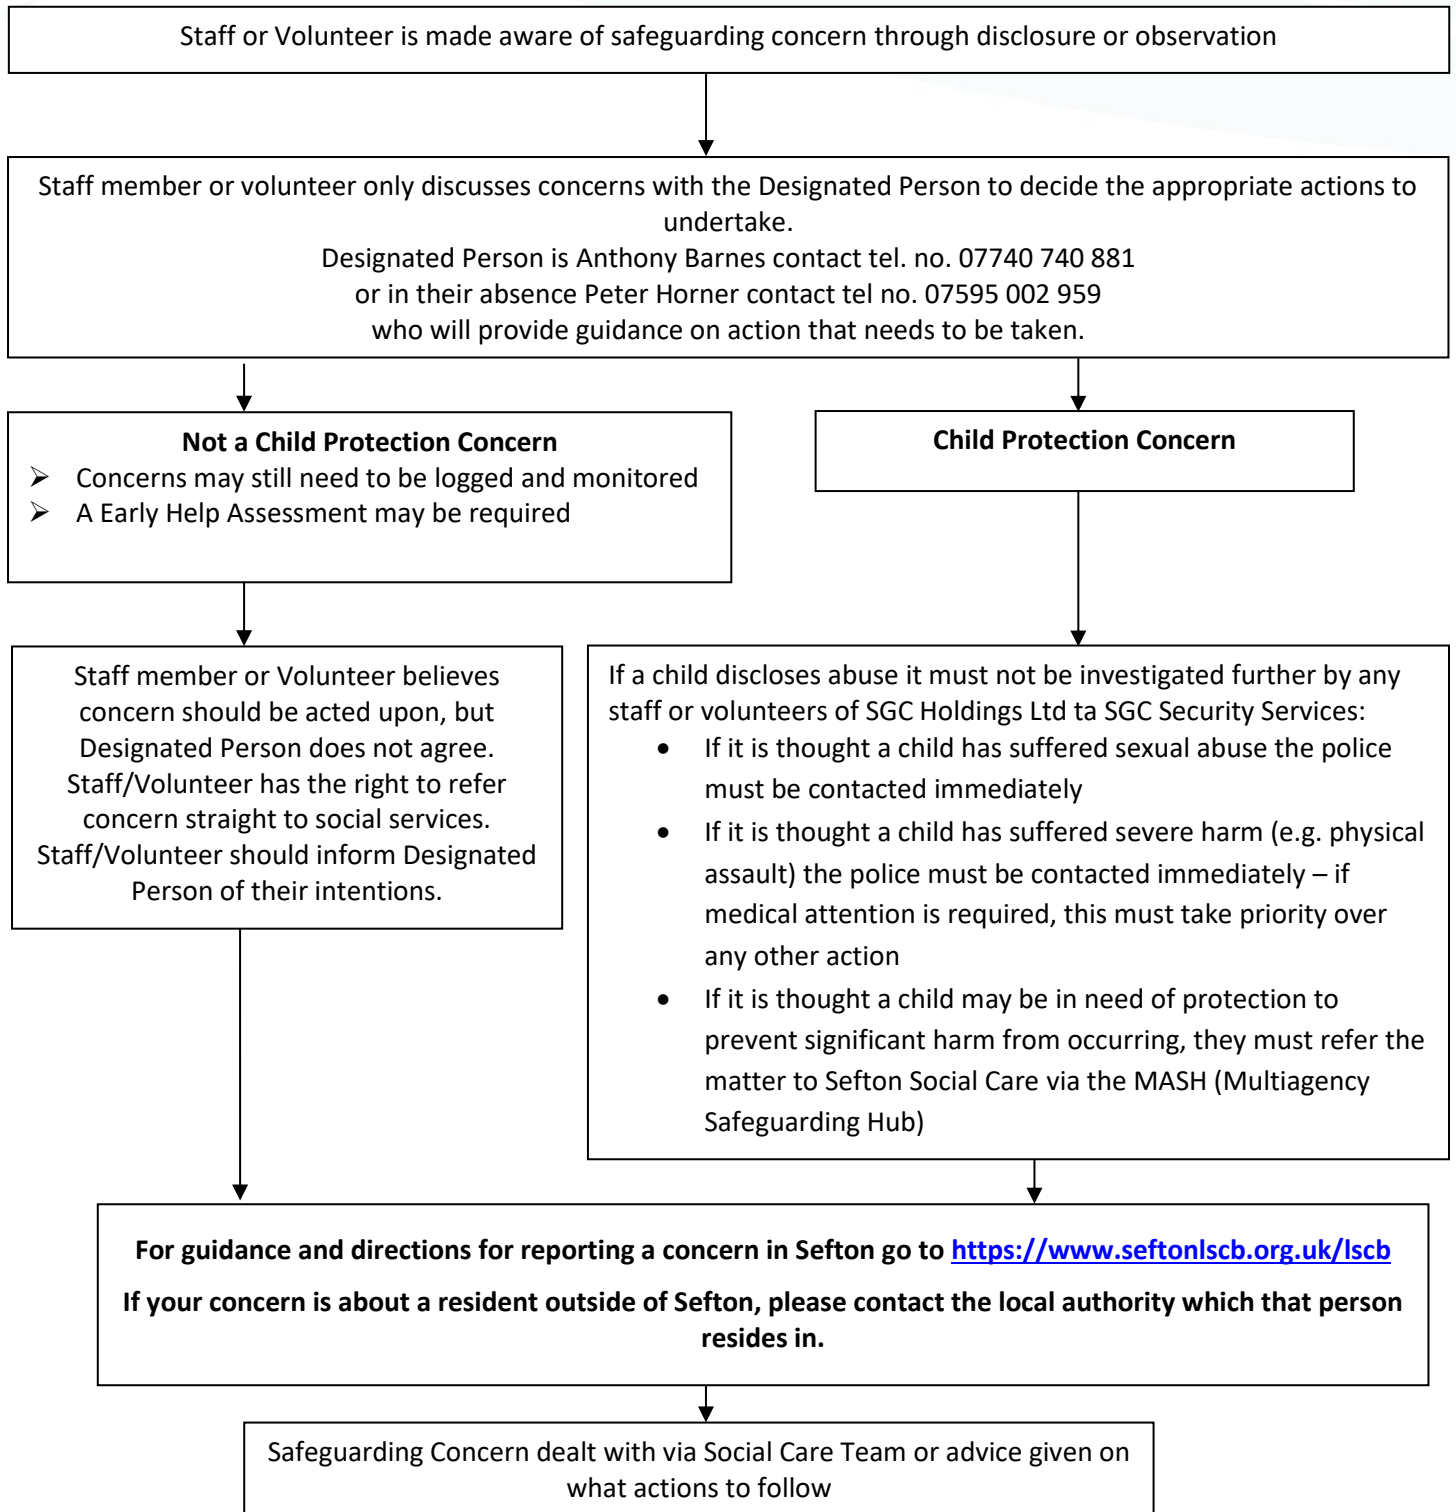 Staff or Volunteer is made aware of safeguarding concern through disclosure or observation
Staff member or volunteer only discusses concerns with the Designated Person to decide the appropriate actions to
undertake.
Designated Person is Anthony Barnes contact tel. no. 07740 740 881
or in their absence Peter Horner contact tel no. 07595 002 959
who will provide guidance on action that needs to be taken.
Not a Child Protection Concern
➢ Concerns may still need to be logged and monitored
➢ A Early Help Assessment may be required
Child Protection Concern
Staff member or Volunteer believes
concern should be acted upon, but
Designated Person does not agree.
Staff/Volunteer has the right to refer
concern straight to social services.
Staff/Volunteer should inform Designated
Person of their intentions.
If a child discloses abuse it must not be investigated further by any
staff or volunteers of SGC Holdings Ltd ta SGC Security Services:
• If it is thought a child has suffered sexual abuse the police
must be contacted immediately
• If it is thought a child has suffered severe harm (e.g. physical
assault) the police must be contacted immediately – if
medical attention is required, this must take priority over
any other action
• If it is thought a child may be in need of protection to
prevent significant harm from occurring, they must refer the
matter to Sefton Social Care via the MASH (Multiagency
Safeguarding Hub)
For guidance and directions for reporting a concern in Sefton go to https://www.seftonlscb.org.uk/lscb
If your concern is about a resident outside of Sefton, please contact the local authority which that person
resides in.
Safeguarding Concern dealt with via Social Care Team or advice given on
what actions to follow